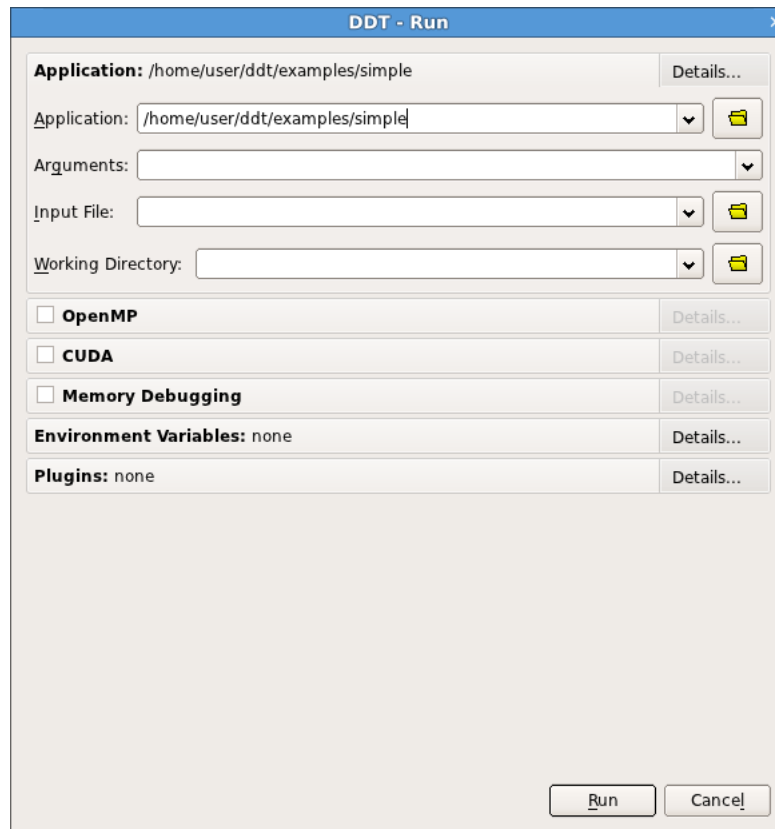 DDT - Run
Application: /home/user/ddt/examples/simple Details...
Application: /home/user/ddt/examples/simple
Arguments:
Input File:
Working Directory:
OpenMP Details...
CUDA Details...
Memory Debugging Details...
Environment Variables: none Details...
Plugins: none Details...
Run Cancel